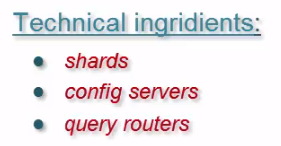 Technical ingridients:
shards
config servers
query routers